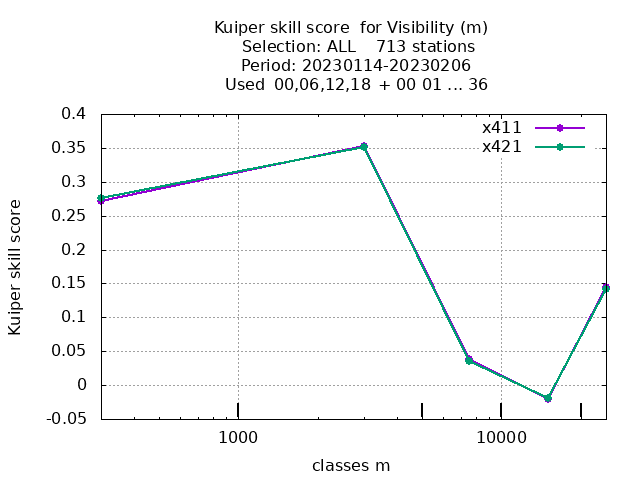 Kuiper skill score  for Visibility (m)
Selection: ALL    713 stations
Period: 20230114-20230206
Used  00,06,12,18 + 00 01 ... 36
0.4
0.35
0.3
0.25
0.2
0.15
0.1
0.05
0
-0.05
x411
x421
Kuiper skill score
1000
10000
classes m